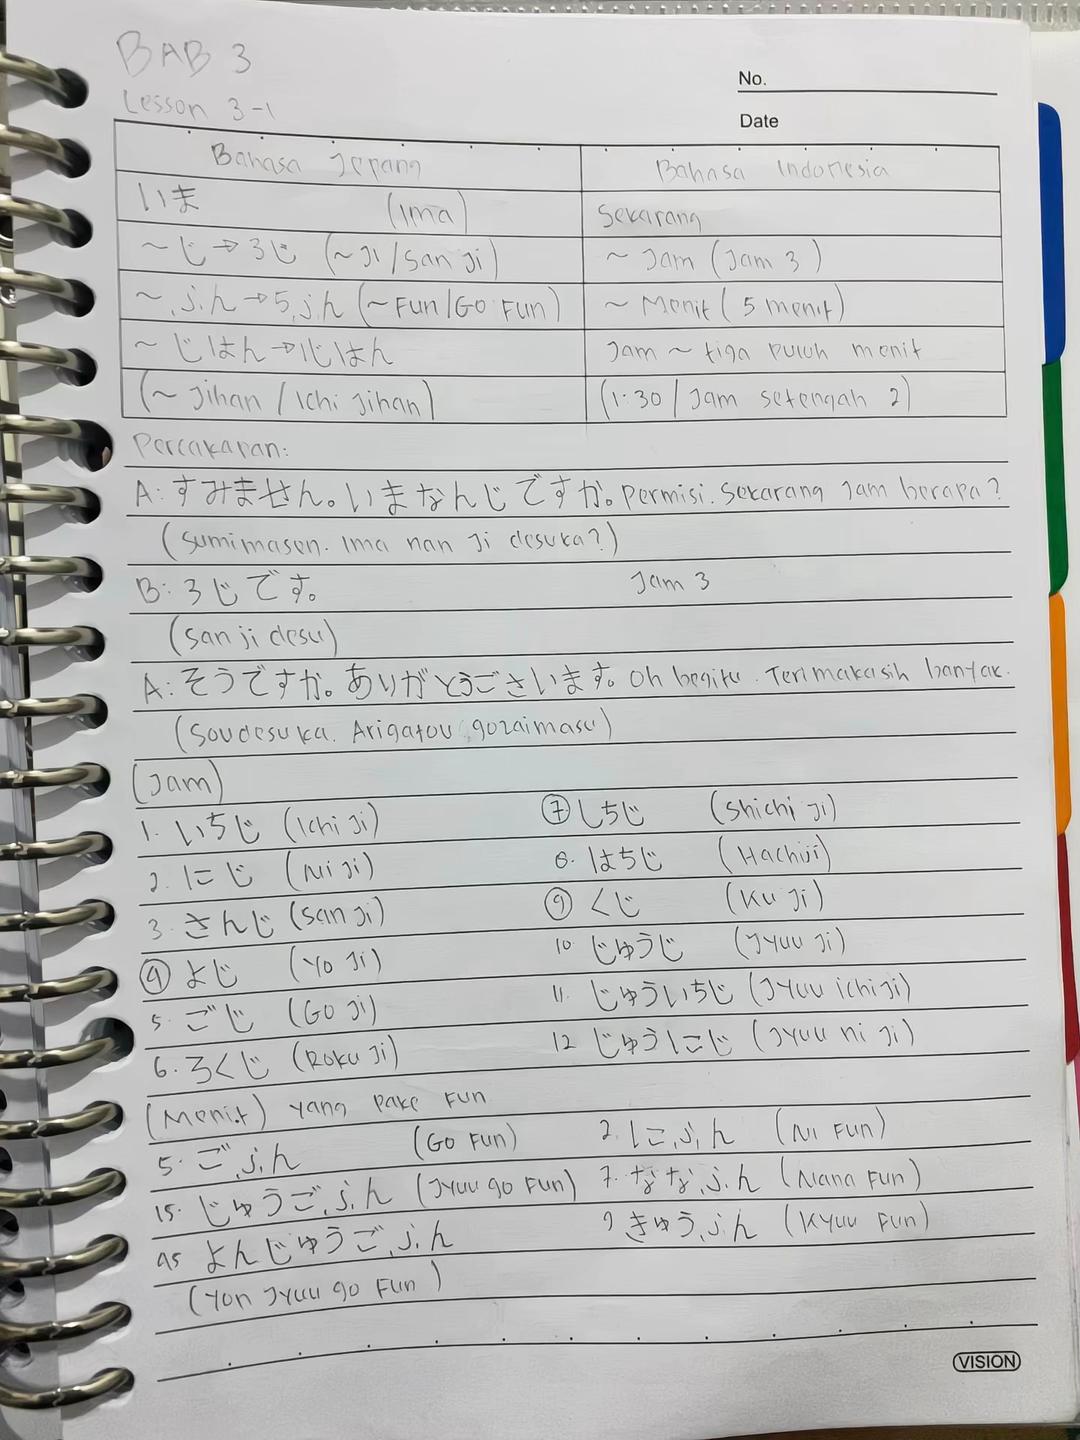 BAB 3
Lesson 3-1
No.
Date
Bahasa Jepang Bahasa Indonesia
いま (Ima) Sekarang
~じ→3じ (~Ji/San Ji) ~ Jam (Jam 3)
~ふん→5ふん (~Fun/Go Fun) ~ Menit (5 menit)
~じはん→1じはん Jam ~ tiga puluh menit
(~ Jihan / Ichi Jihan) (1:30 / Jam setengah 2)
Percakapan:
A: すみません。いまなんじですか。Permisi. Sekarang Jam berapa?
(Sumimasen. Ima nan Ji desuka?)
B: 3じです。 Jam 3
(San ji desu)
A: そうですか。ありがとうございます。Oh begitu. Terimakasih banyak.
(Soudesuka. Arigatou gozaimasu)
(Jam)
1. いちじ (Ichi Ji) 7. しちじ (Shichi ji)
2. にじ (Ni ji) 8. はちじ (Hachiji)
3. さんじ (San Ji) 9 くじ (Ku Ji)
4 よじ (Yo Ji) 10. じゅうじ (Jyuu Ji)
5. ごじ (Go Ji) 11. じゅういちじ (Jyuu ichiji)
6. ろくじ (Roku Ji) 12 じゅうにじ (Jyuu ni Ji)
(Menit) yang pake Fun
5. ごふん (Go Fun) 2. にふん (Ni Fun)
15. じゅうごふん (Jyuu go Fun) 7. ななふん (Nana Fun)
45 よんじゅうごふん 9 きゅうふん (Kyuu Fun)
(Yon Jyuu go Fun)
VISION